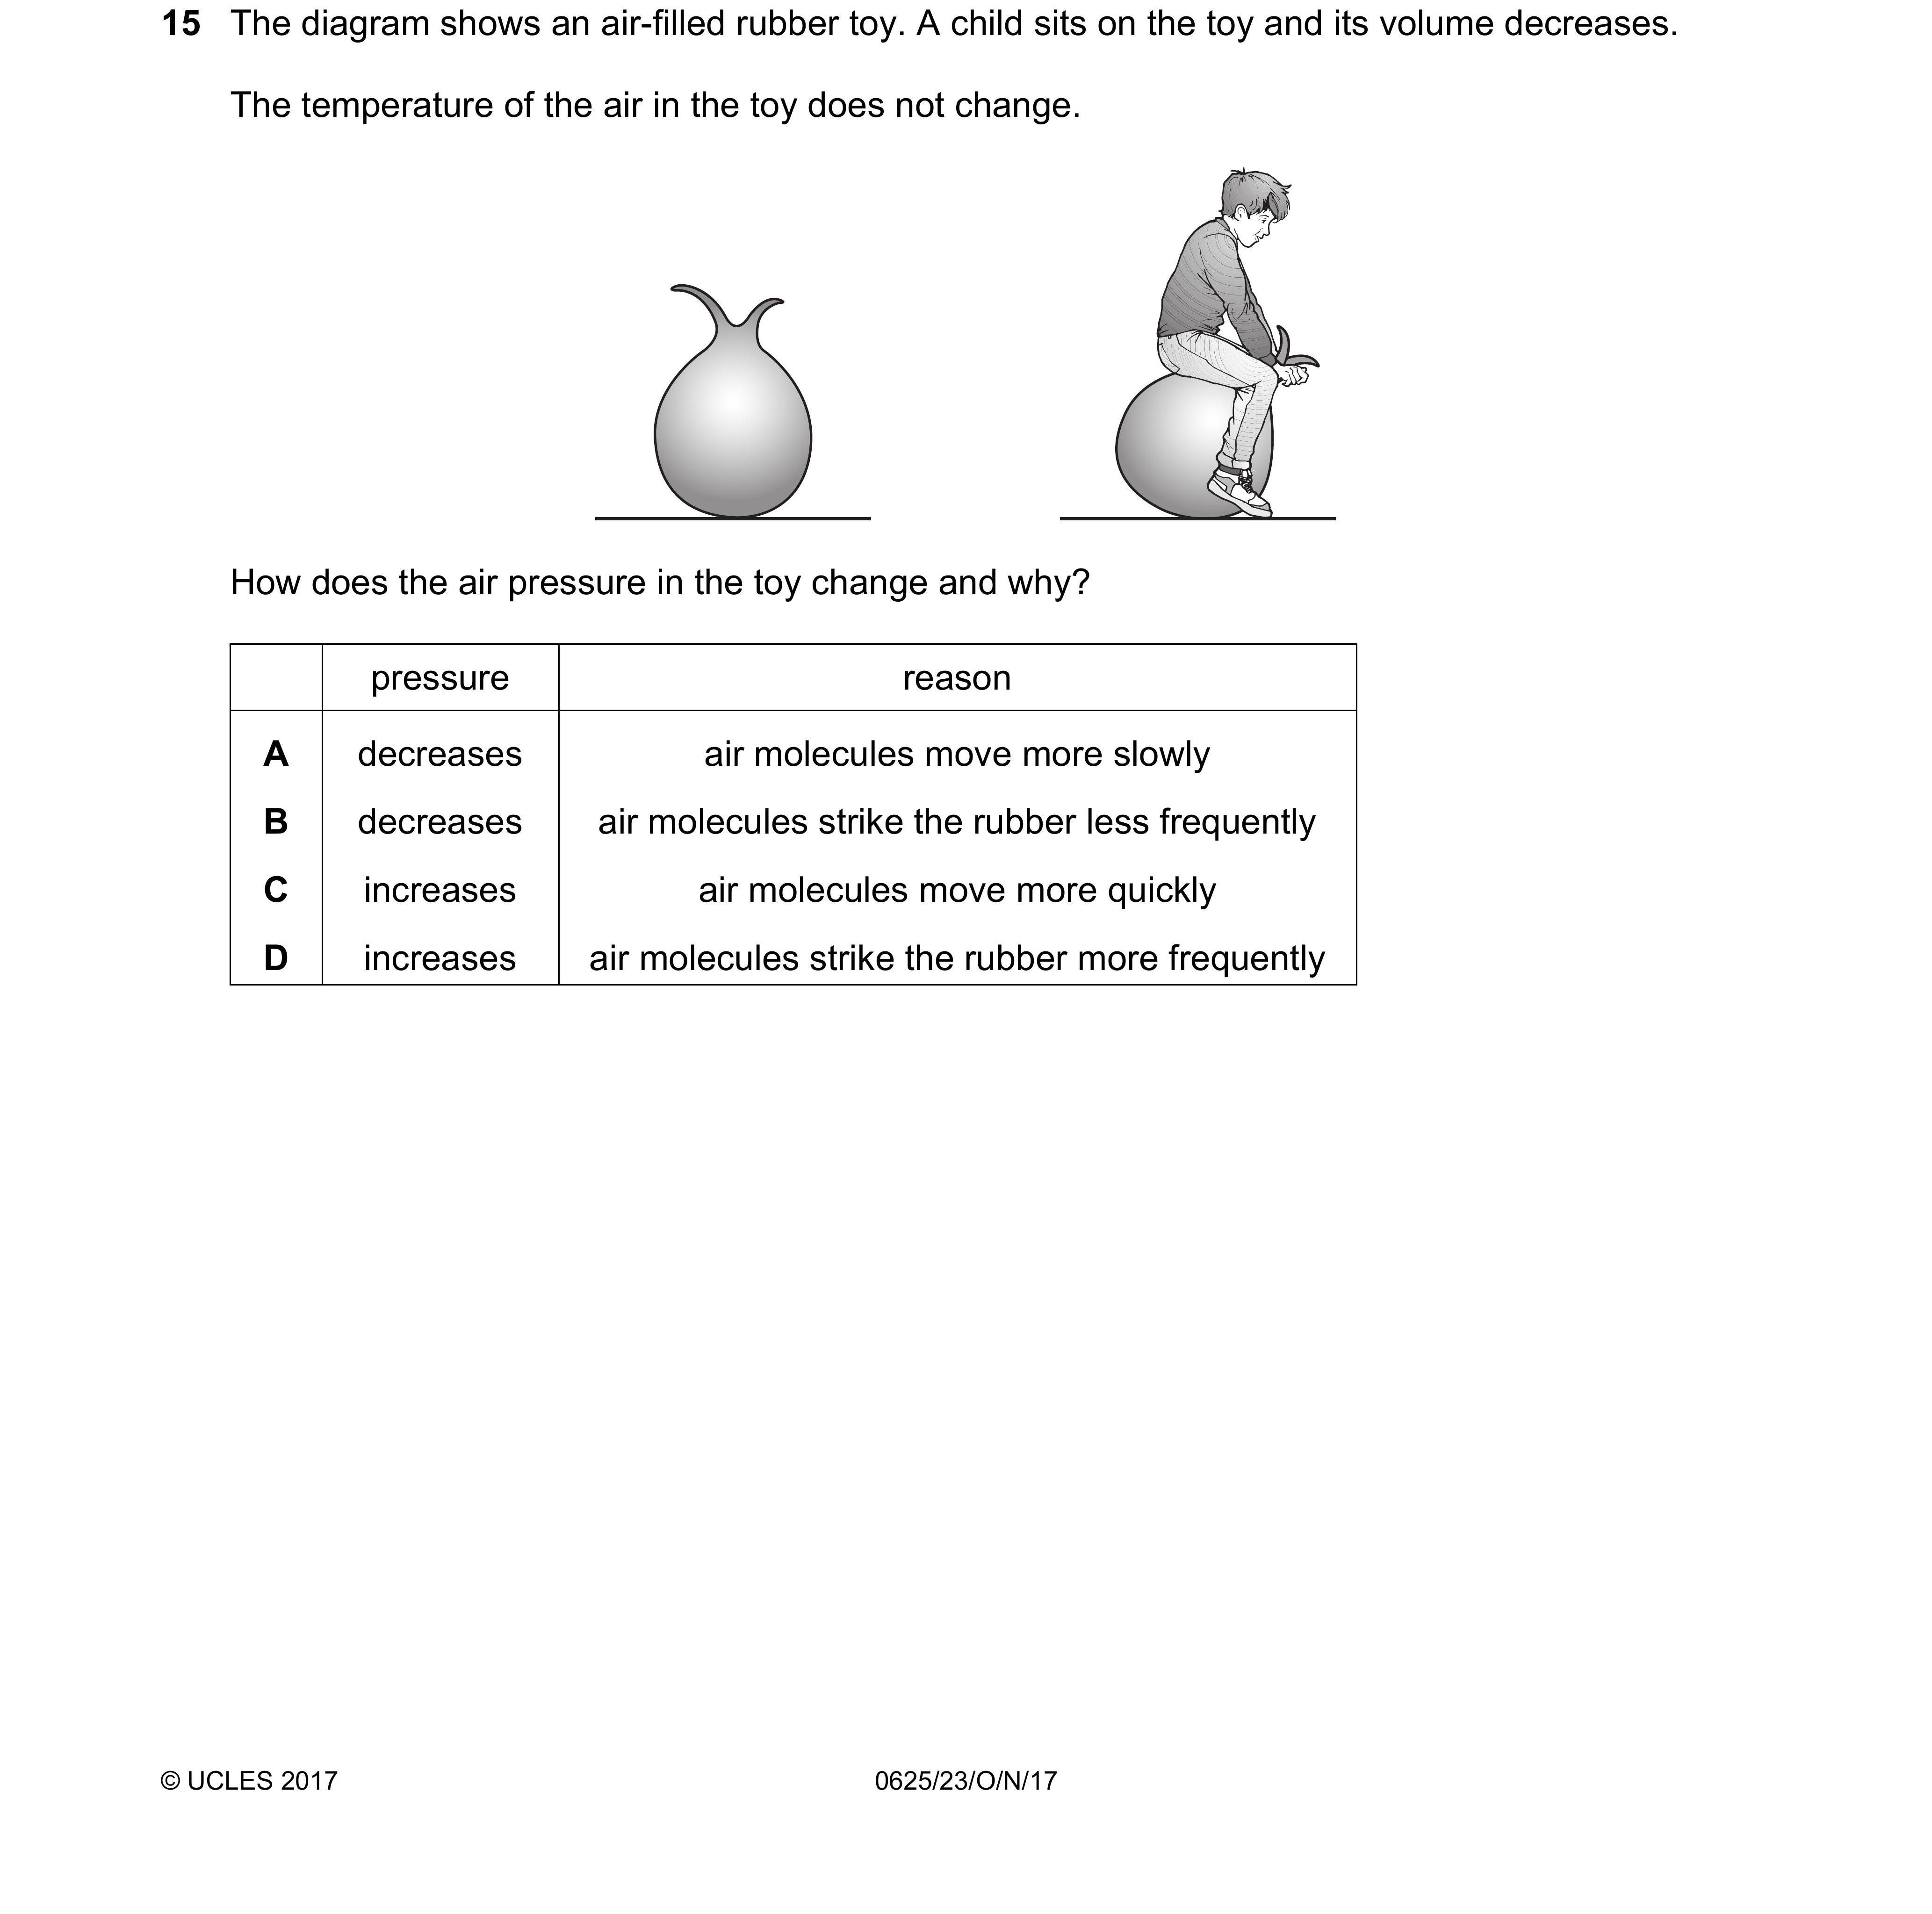 15 The diagram shows an air-filled rubber toy. A child sits on the toy and its volume decreases.
The temperature of the air in the toy does not change.
How does the air pressure in the toy change and why?
pressure reason
A decreases air molecules move more slowly
B decreases air molecules strike the rubber less frequently
C increases air molecules move more quickly
D increases air molecules strike the rubber more frequently
© UCLES 2017 0625/23/O/N/17